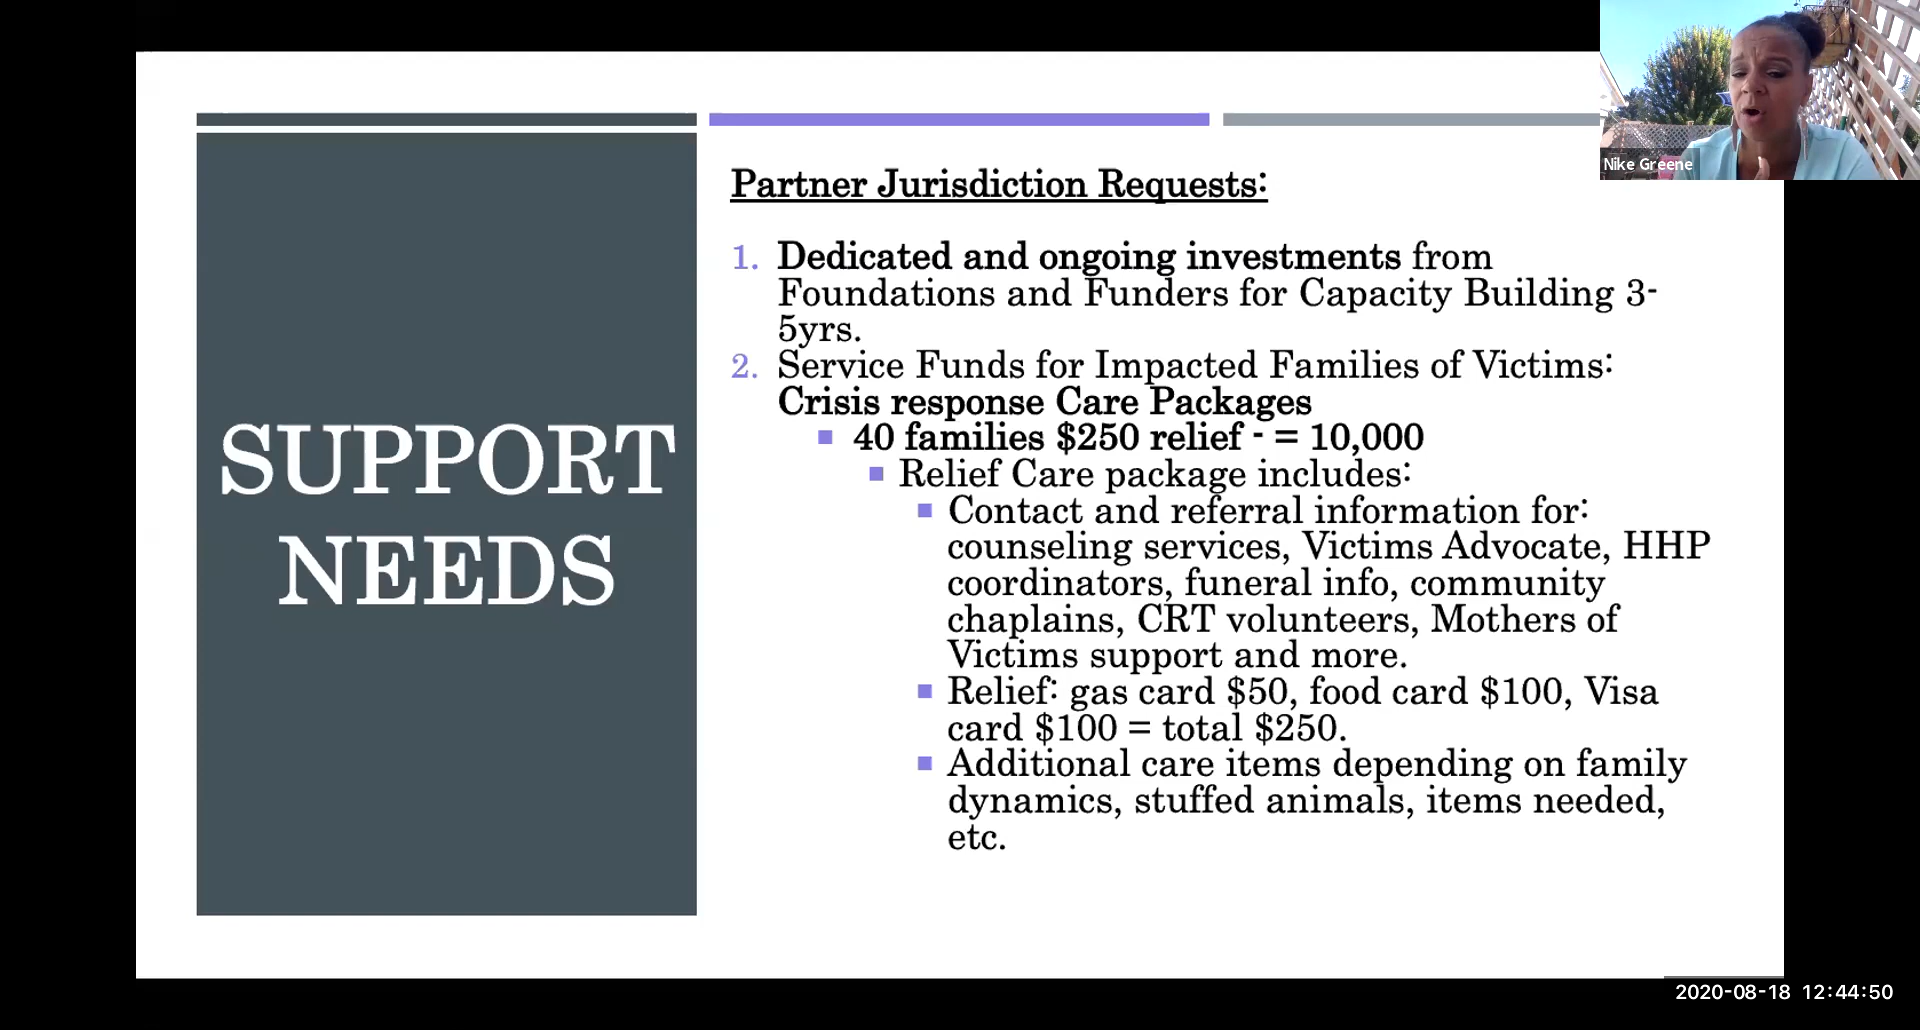 Nike Greene
SUPPORT
NEEDS
Partner Jurisdiction Requests:
1. Dedicated and ongoing investments from
Foundations and Funders for Capacity Building 3-
5yrs.
2. Service Funds for Impacted Families of Victims:
Crisis response Care Packages
■ 40 families $250 relief - = 10,000
■ Relief Care package includes:
■ Contact and referral information for:
counseling services, Victims Advocate, HHP
coordinators, funeral info, community
chaplains, CRT volunteers, Mothers of
Victims support and more.
■ Relief: gas card $50, food card $100, Visa
card $100 = total $250.
■ Additional care items depending on family
dynamics, stuffed animals, items needed,
etc.
2020-08-18 12:44:50